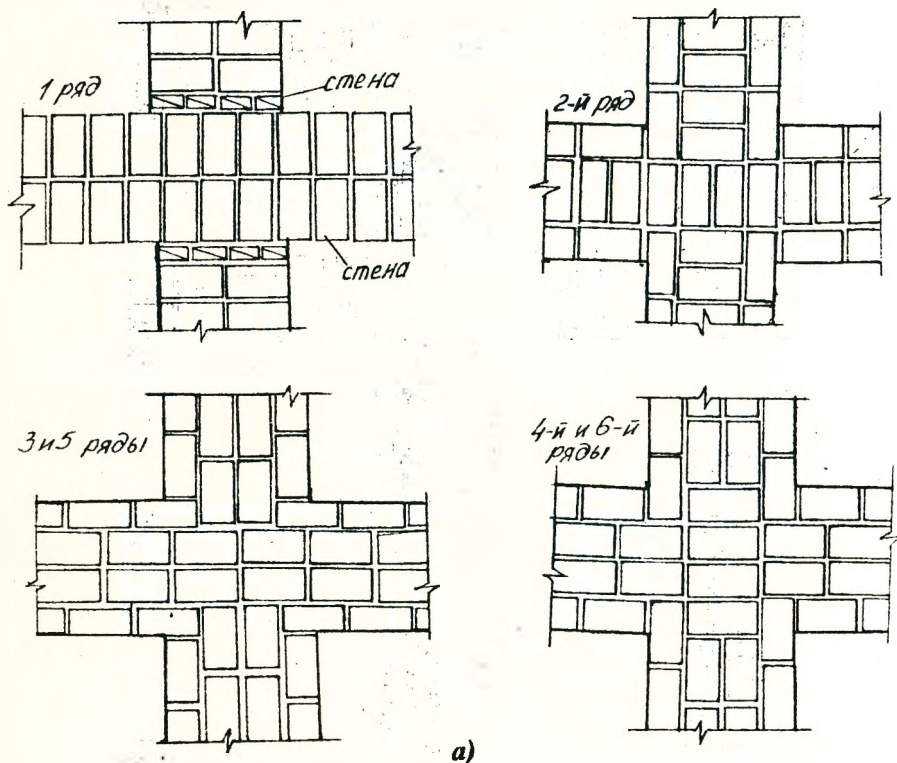 1 ряд
стена
стена
2-й ряд
3 и 5 ряды
4-й и 6-й
ряды
а)